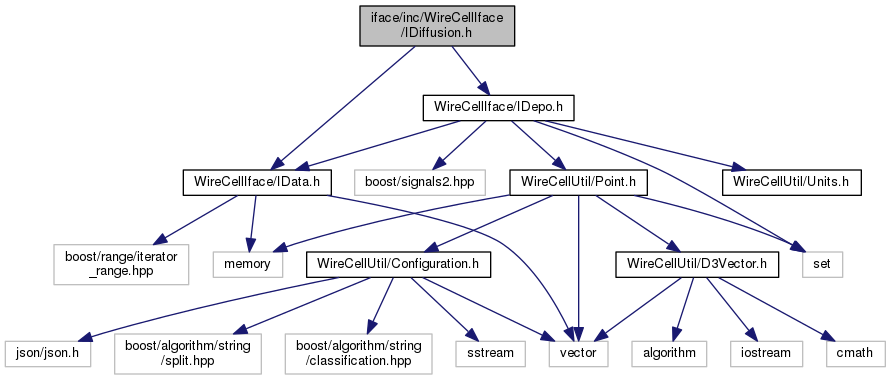 iface/inc/WireCellIface
/IDiffusion.h
WireCellIface/IDepo.h
WireCellIface/IData.h
boost/signals2.hpp
WireCellUtil/Point.h
WireCellUtil/Units.h
boost/range/iterator
_range.hpp
memory
WireCellUtil/Configuration.h
WireCellUtil/D3Vector.h
set
json/json.h
boost/algorithm/string
/split.hpp
boost/algorithm/string
/classification.hpp
sstream
vector
algorithm
iostream
cmath